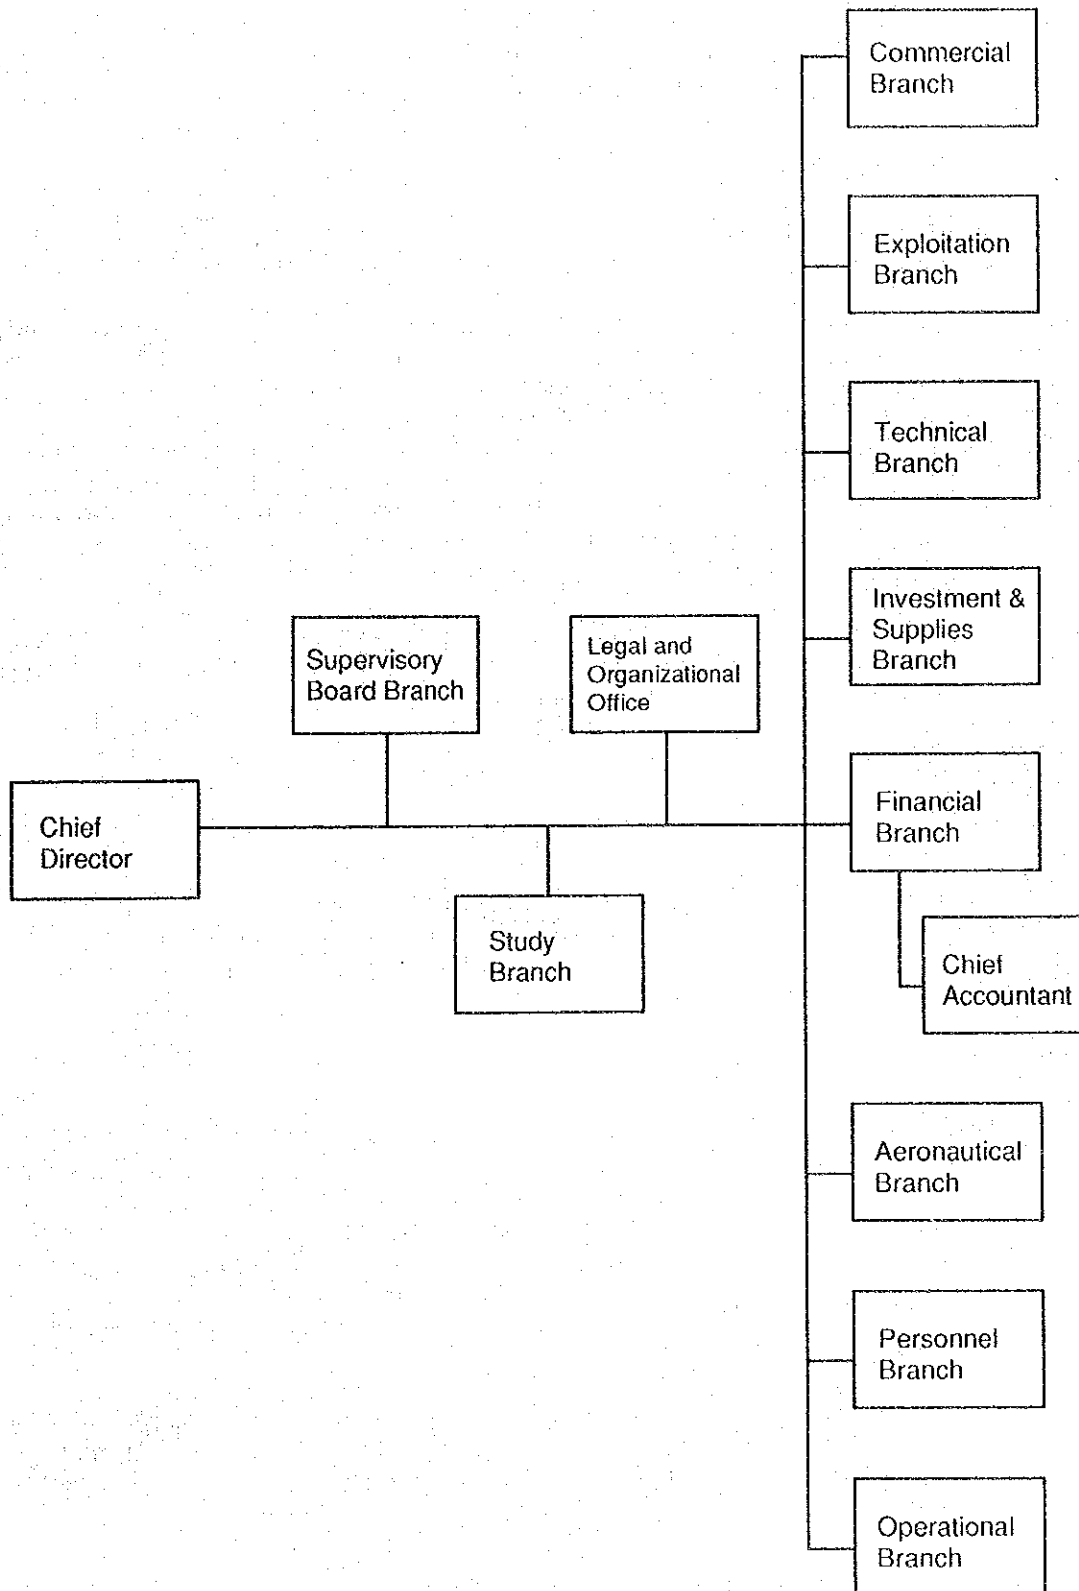 Commercial
Branch
Exploitation
Branch
Technical
Branch
Investment &
Supplies
Branch
Supervisory
Board Branch
Legal and
Organizational
Office
Chief
Director
Financial
Branch
Study
Branch
Chief
Accountant
Aeronautical
Branch
Personnel
Branch
Operational
Branch